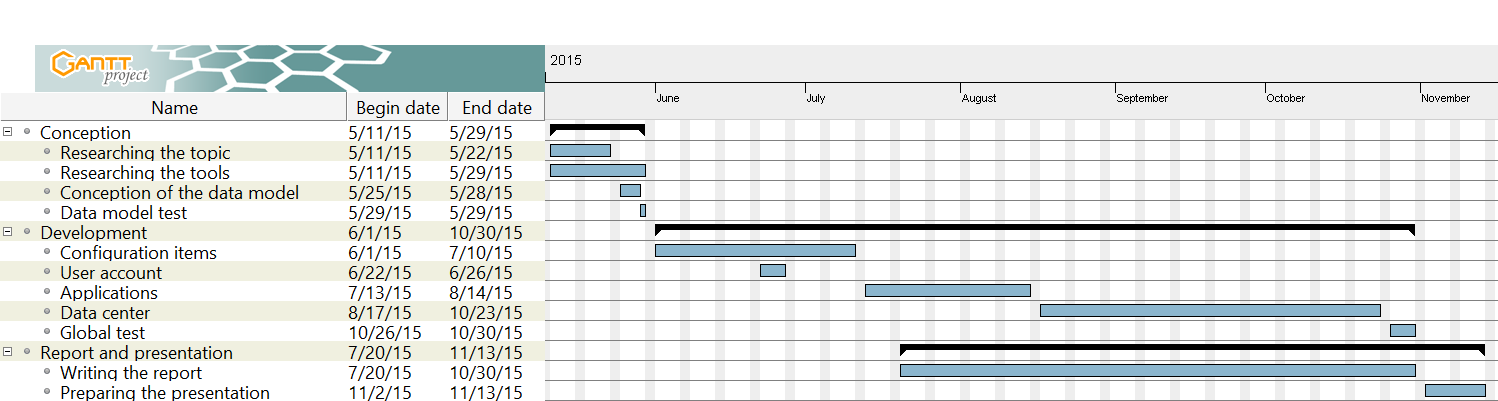 GANTT
project
2015
Name Begin date End date
June July August September October November
Conception 5/11/15 5/29/15
Researching the topic 5/11/15 5/22/15
Researching the tools 5/11/15 5/29/15
Conception of the data model 5/25/15 5/28/15
Data model test 5/29/15 5/29/15
Development 6/1/15 10/30/15
Configuration items 6/1/15 7/10/15
User account 6/22/15 6/26/15
Applications 7/13/15 8/14/15
Data center 8/17/15 10/23/15
Global test 10/26/15 10/30/15
Report and presentation 7/20/15 11/13/15
Writing the report 7/20/15 10/30/15
Preparing the presentation 11/2/15 11/13/15